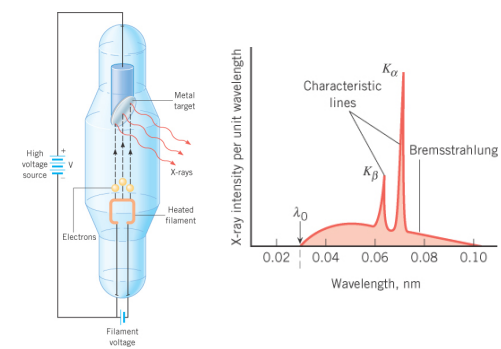 Metal
target
High
voltage
source
+
V
−
X-rays
Electrons
Heated
filament
Filament
voltage
X-ray intensity per unit wavelength
Kα
Characteristic
lines
Kβ
Bremsstrahlung
λ0
0.02 0.04 0.06 0.08 0.10
Wavelength, nm